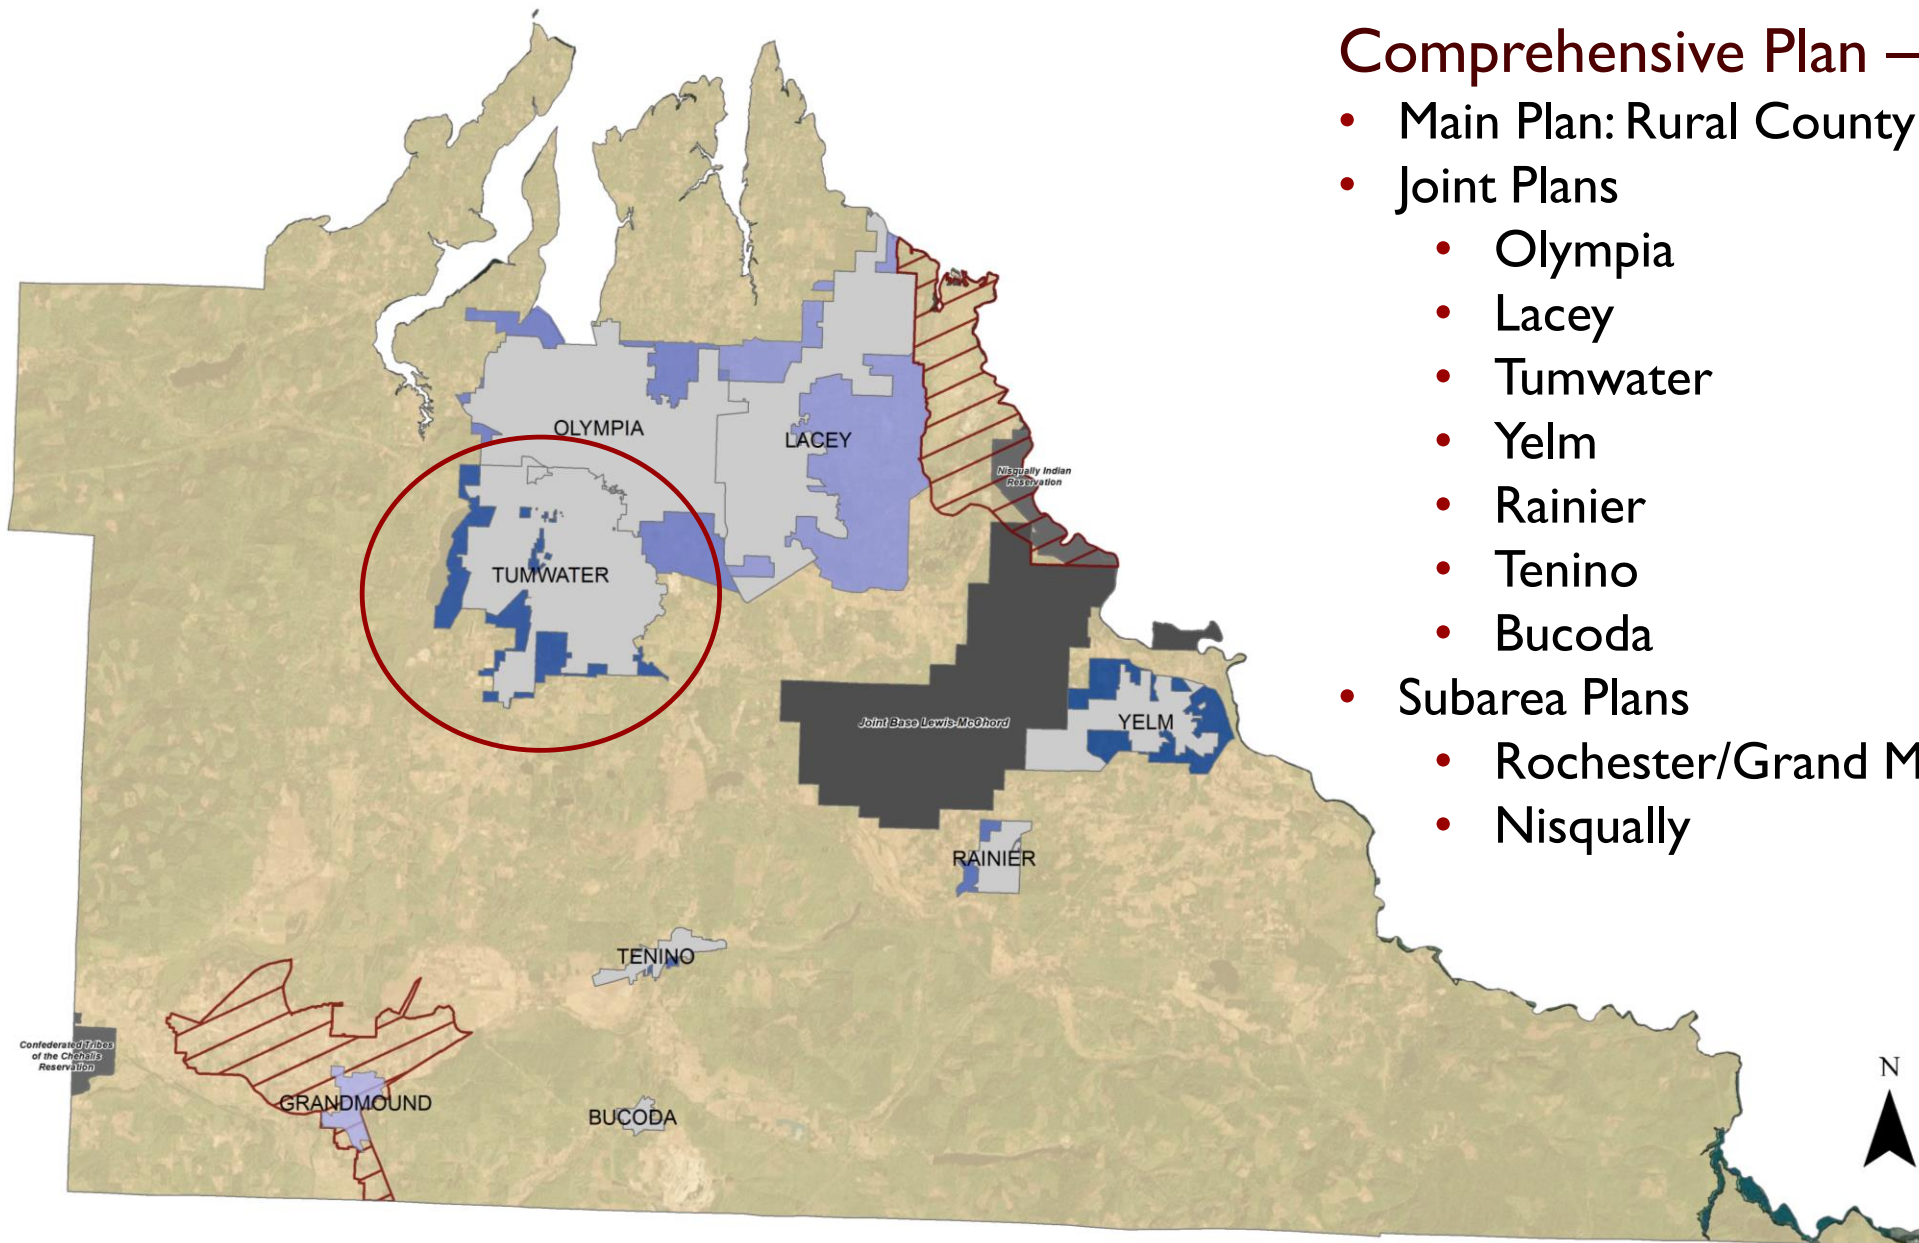 Comprehensive Plan –
• Main Plan: Rural County
• Joint Plans
• Olympia
• Lacey
• Tumwater
• Yelm
• Rainier
• Tenino
• Bucoda
• Subarea Plans
• Rochester/Grand M
• Nisqually
OLYMPIA
LACEY
Nisqually Indian
Reservation
TUMWATER
Joint Base Lewis-McChord
YELM
RAINIER
TENINO
Confederated Tribes
of the Chehalis
Reservation
GRANDMOUND
BUCODA
N